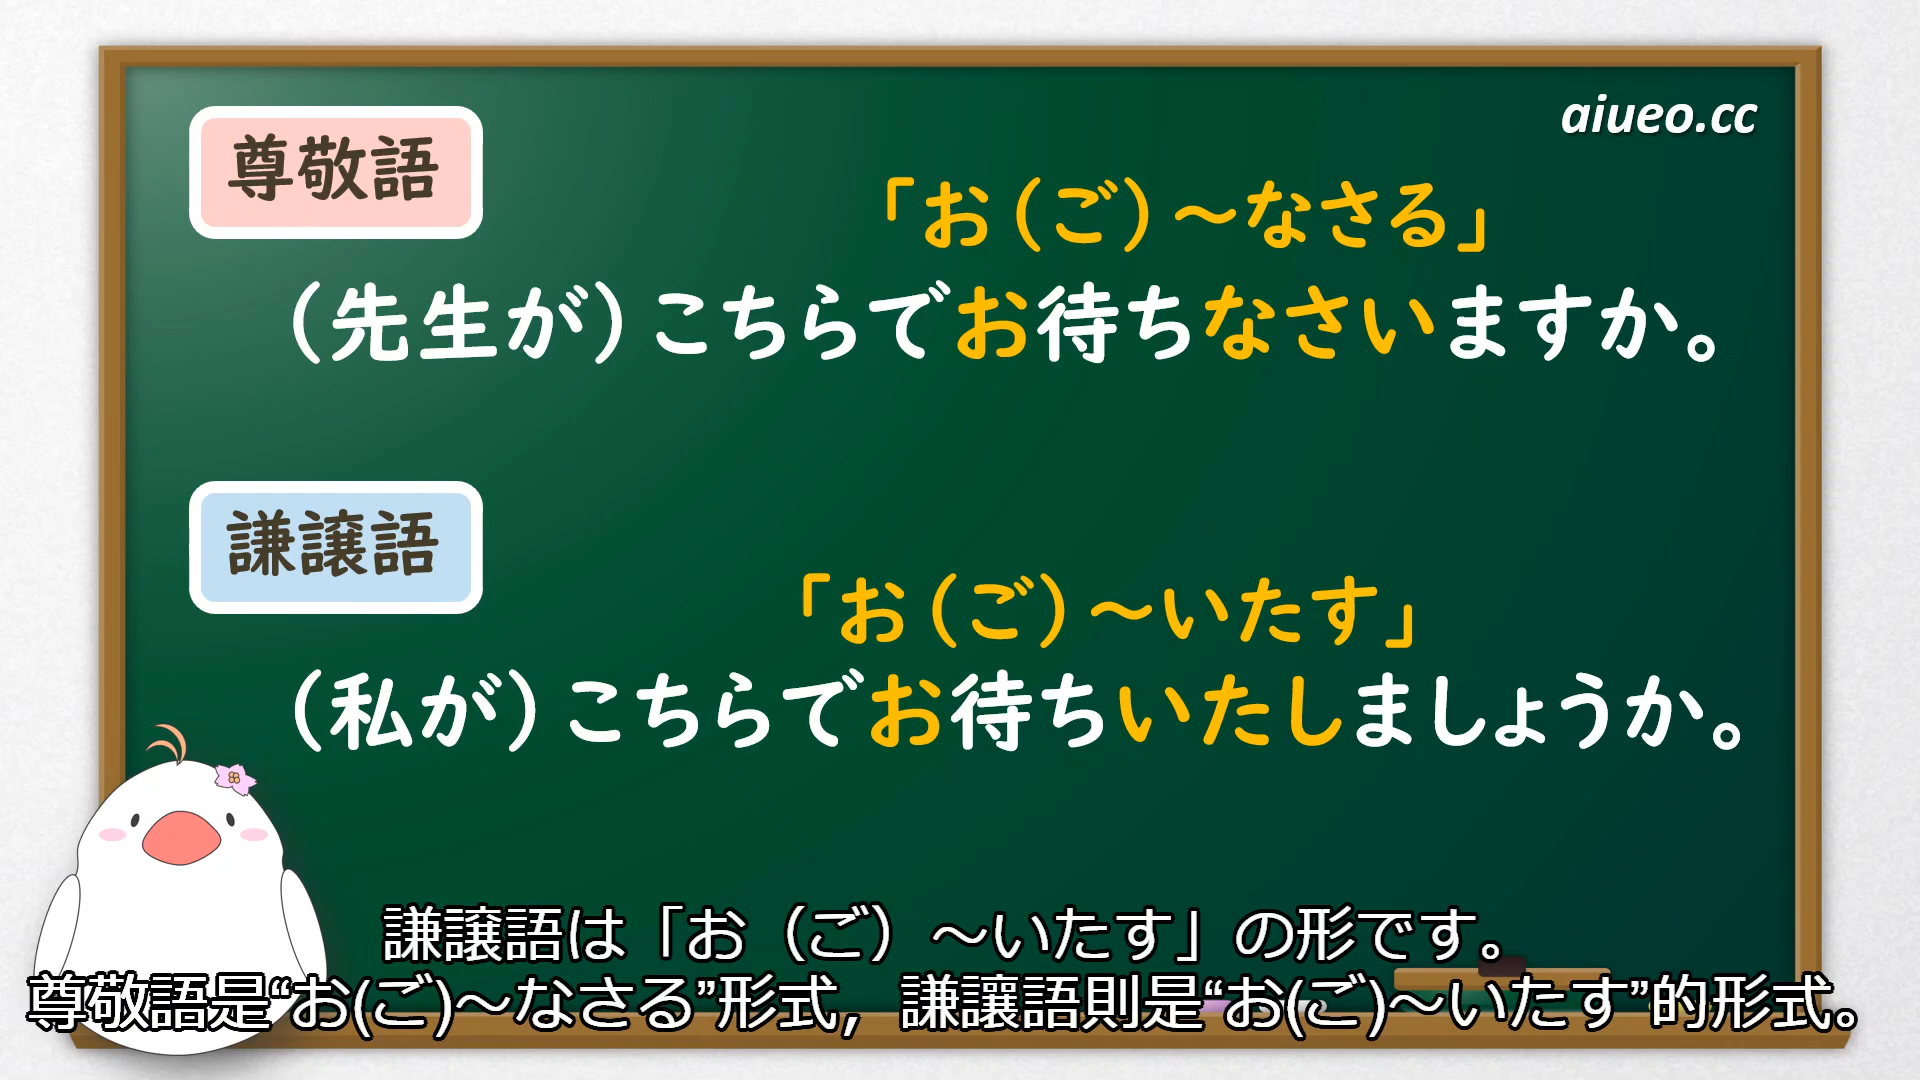 aiueo.cc
尊敬語
「お(ご)～なさる」
(先生が)こちらでお待ちなさいますか。
謙譲語
「お(ご)～いたす」
(私が)こちらでお待ちいたしましょうか。
謙譲語は「お（ご）～いたす」の形です。
尊敬語是“お(ご)～なさる”形式，謙讓語則是“お(ご)～いたす”的形式。